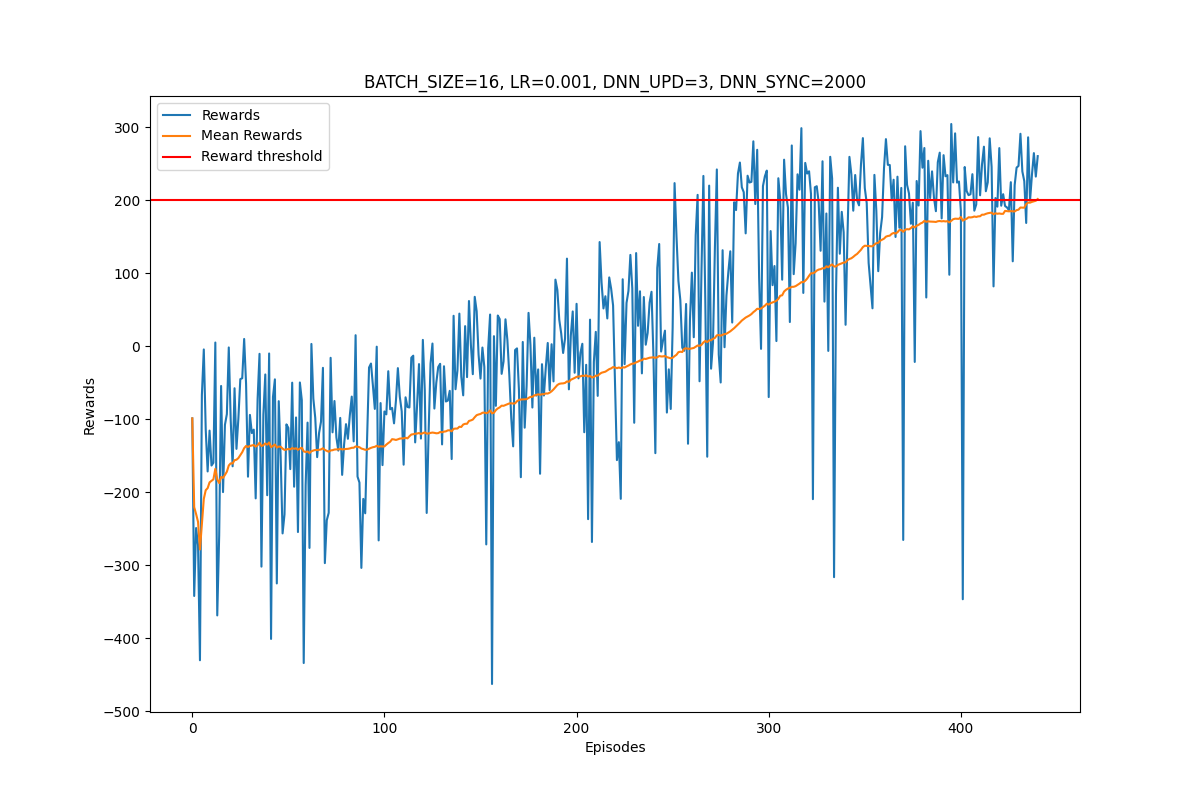 BATCH_SIZE=16, LR=0.001, DNN_UPD=3, DNN_SYNC=2000
Rewards
Mean Rewards
Reward threshold
300
200
100
0
−100
−200
−300
−400
−500
Rewards
0
100
200
300
400
Episodes